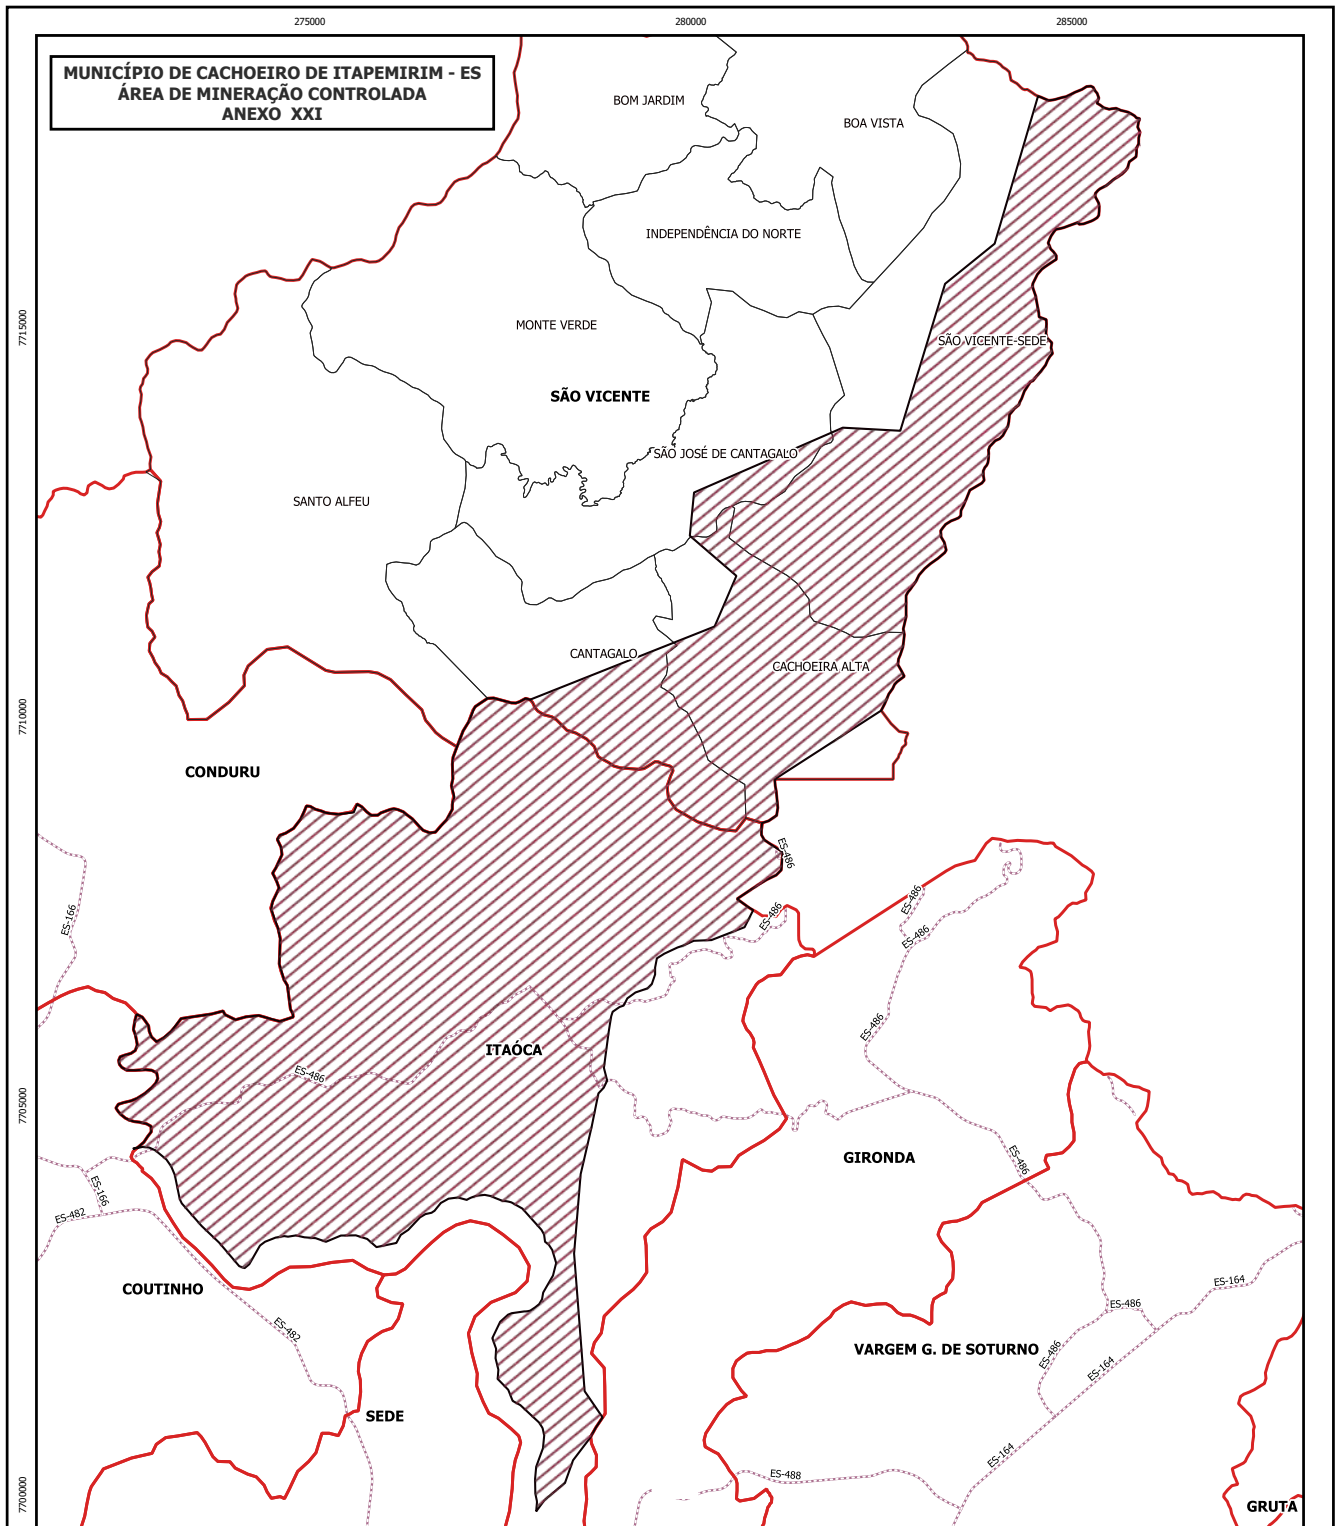 275000
280000
285000
MUNICÍPIO DE CACHOEIRO DE ITAPEMIRIM - ES
ÁREA DE MINERAÇÃO CONTROLADA
ANEXO XXI
BOM JARDIM
BOA VISTA
INDEPENDÊNCIA DO NORTE
7715000
MONTE VERDE
SÃO VICENTE-SEDE
SÃO VICENTE
SÃO JOSÉ DE CANTAGALO
SANTO ALFEU
CANTAGALO
CACHOEIRA ALTA
7710000
CONDURU
ES-486
ES-486
ES-486
ES-166
ES-486
ES-486
ITAÓCA
ES-486
7705000
GIRONDA
ES-486
ES-166
ES-482
COUTINHO
ES-164
ES-486
ES-482
VARGEM G. DE SOTURNO
ES-486
ES-164
SEDE
ES-164
ES-488
7700000
GRUTA